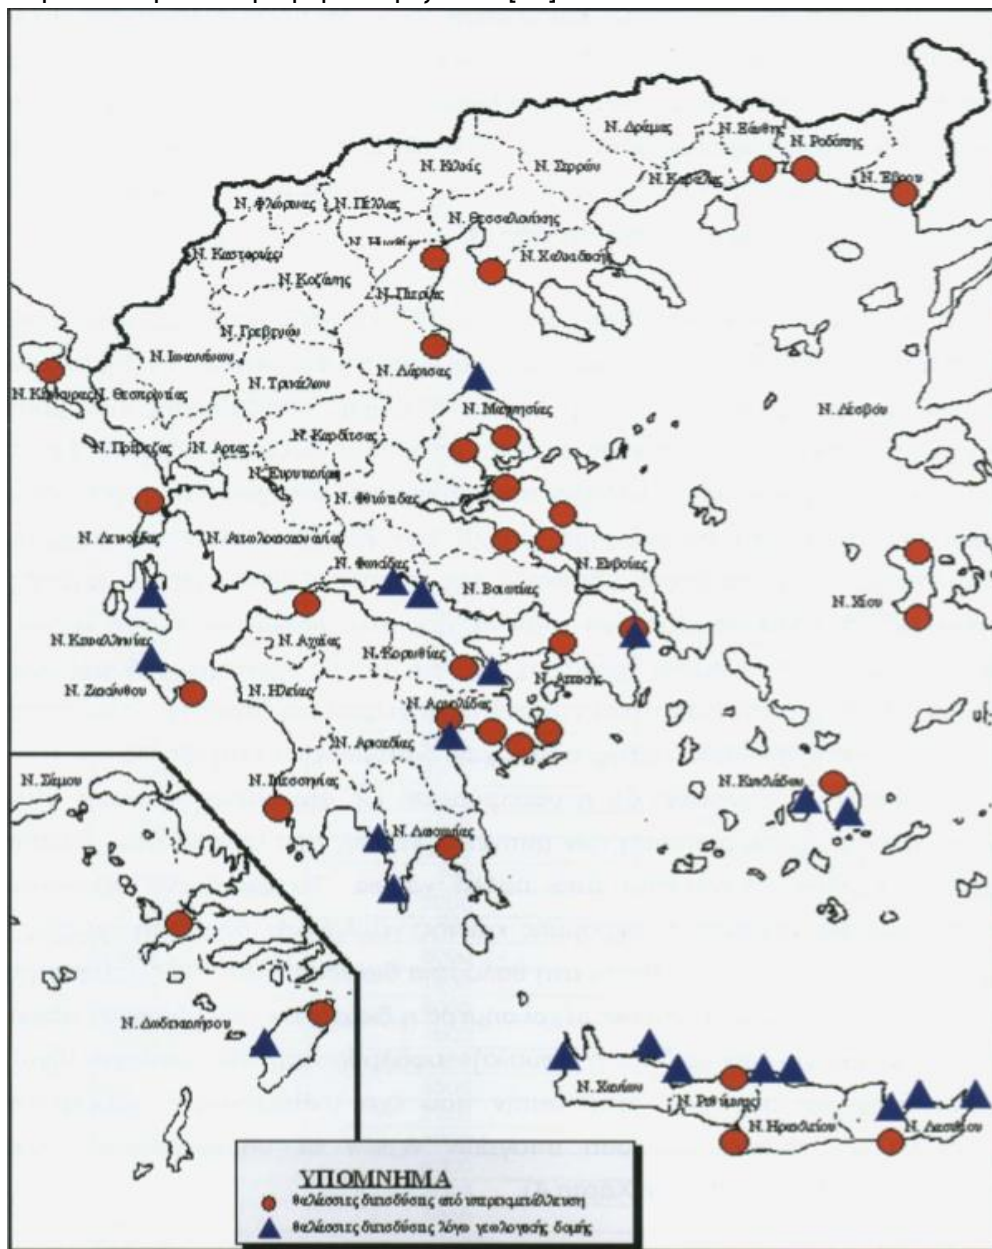 Ν. Δράμας
Ν. Ξάνθης
Ν. Ροδόπης
Ν. Κιλκίς
Ν. Σερρών
Ν. Καβάλας
Ν. Έβρου
Ν. Φλώρινας
Ν. Πέλλας
Ν. Θεσσαλονίκης
Ν. Ημαθίας
Ν. Καστοριάς
Ν. Χαλκιδικής
Ν. Κοζάνης
Ν. Πιερίας
Ν. Γρεβενών
Ν. Ιωαννίνων
Ν. Λάρισας
Ν. Τρικάλων
Ν. Κέρκυρας
Ν. Θεσπρωτίας
Ν. Μαγνησίας
Ν. Λέσβου
Ν. Πρέβεζας
Ν. Άρτας
Ν. Καρδίτσας
Ν. Ευρυτανίας
Ν. Φθιώτιδας
Ν. Λευκάδας
Ν. Αιτωλοακαρνανίας
Ν. Φωκίδας
Ν. Βοιωτίας
Ν. Ευβοίας
Ν. Χίου
Ν. Κεφαλληνίας
Ν. Αχαΐας
Ν. Κορινθίας
Ν. Αττικής
Ν. Ζακύνθου
Ν. Ηλείας
Ν. Αργολίδας
Ν. Αρκαδίας
Ν. Σάμου
Ν. Μεσσηνίας
Ν. Κυκλάδων
Ν. Λακωνίας
Ν. Δωδεκανήσου
Ν. Χανίων
Ν. Ρεθύμνης
Ν. Ηρακλείου
Ν. Λασιθίου
ΥΠΟΜΝΗΜΑ
θαλάσσιες διεισδύσεις από υπερεκμετάλλευση
θαλάσσιες διεισδύσεις λόγω γεωλογικής δομής